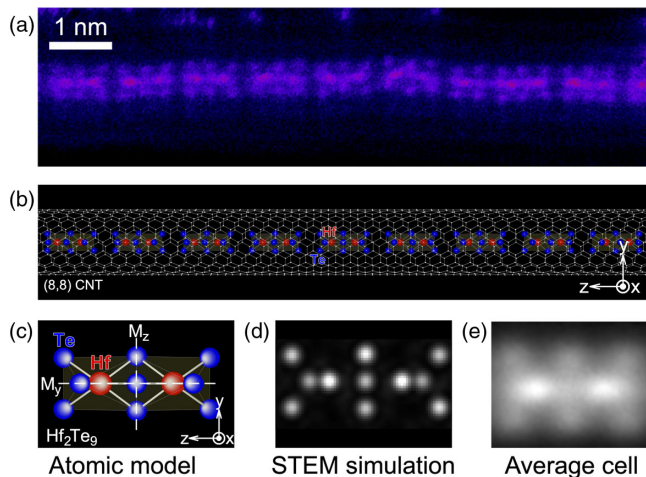 (a)
1 nm
(b)
Hf
Te
(8,8) CNT
y
z
x
(c)
Te
Mz
Hf
My
y
Hf2Te9
z
x
Atomic model
(d)
STEM simulation
(e)
Average cell